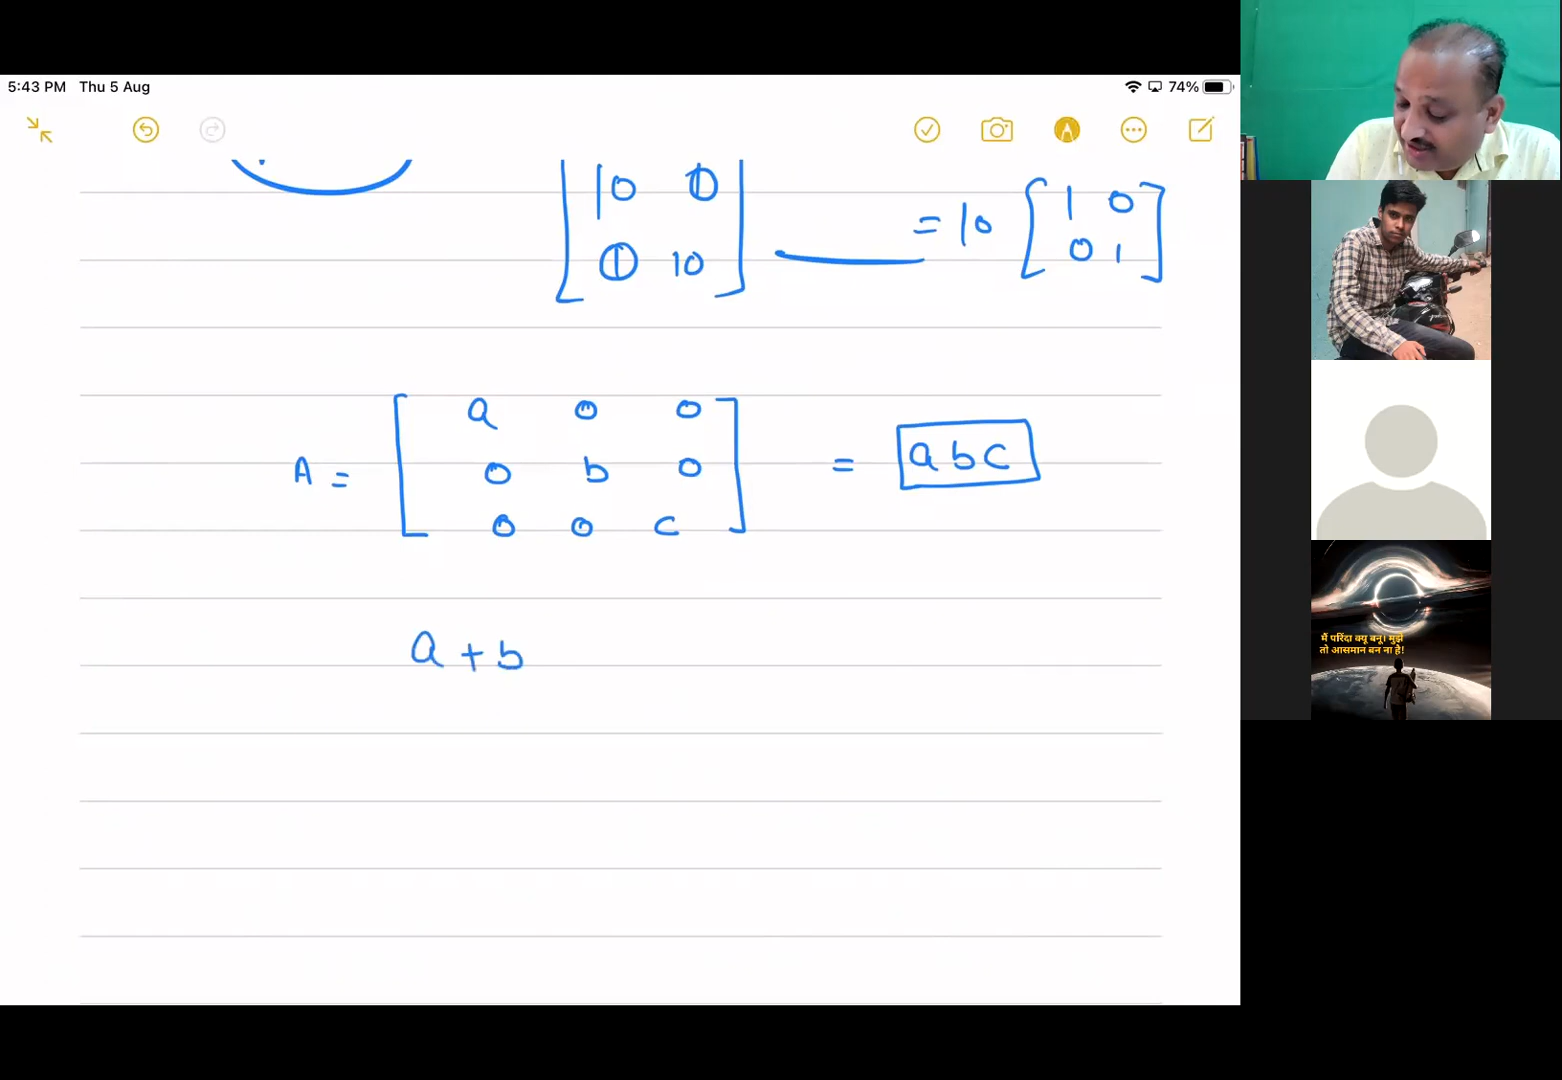 5:43 PM Thu 5 Aug 74%
10 0
0 10
= 10 [ 1 0
0 1 ]
A = [ a 0 0
0 b 0
0 0 c ] = abc
a + b
मैं परिंदा क्यू बनू। मुझे
तो आसमान बन ना है!